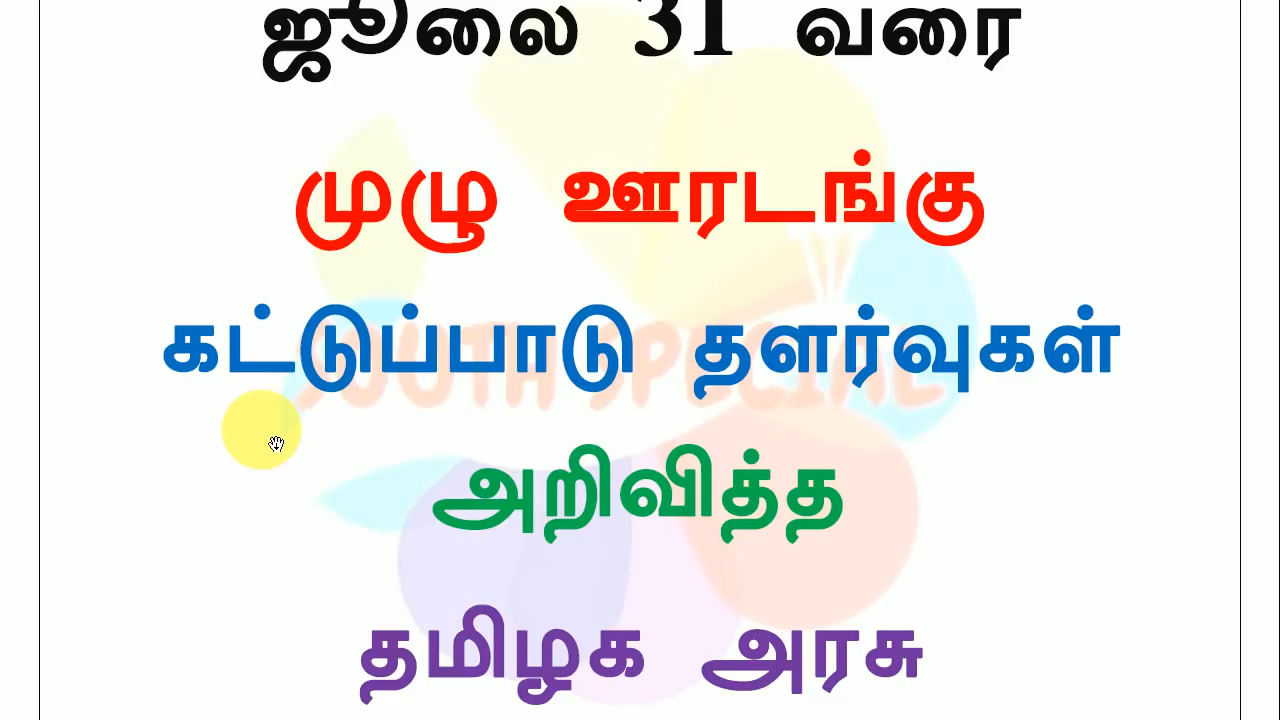 ஜூலை 31 வரை
முழு ஊரடங்கு
கட்டுப்பாடு தளர்வுகள்
அறிவித்த
தமிழக அரசு